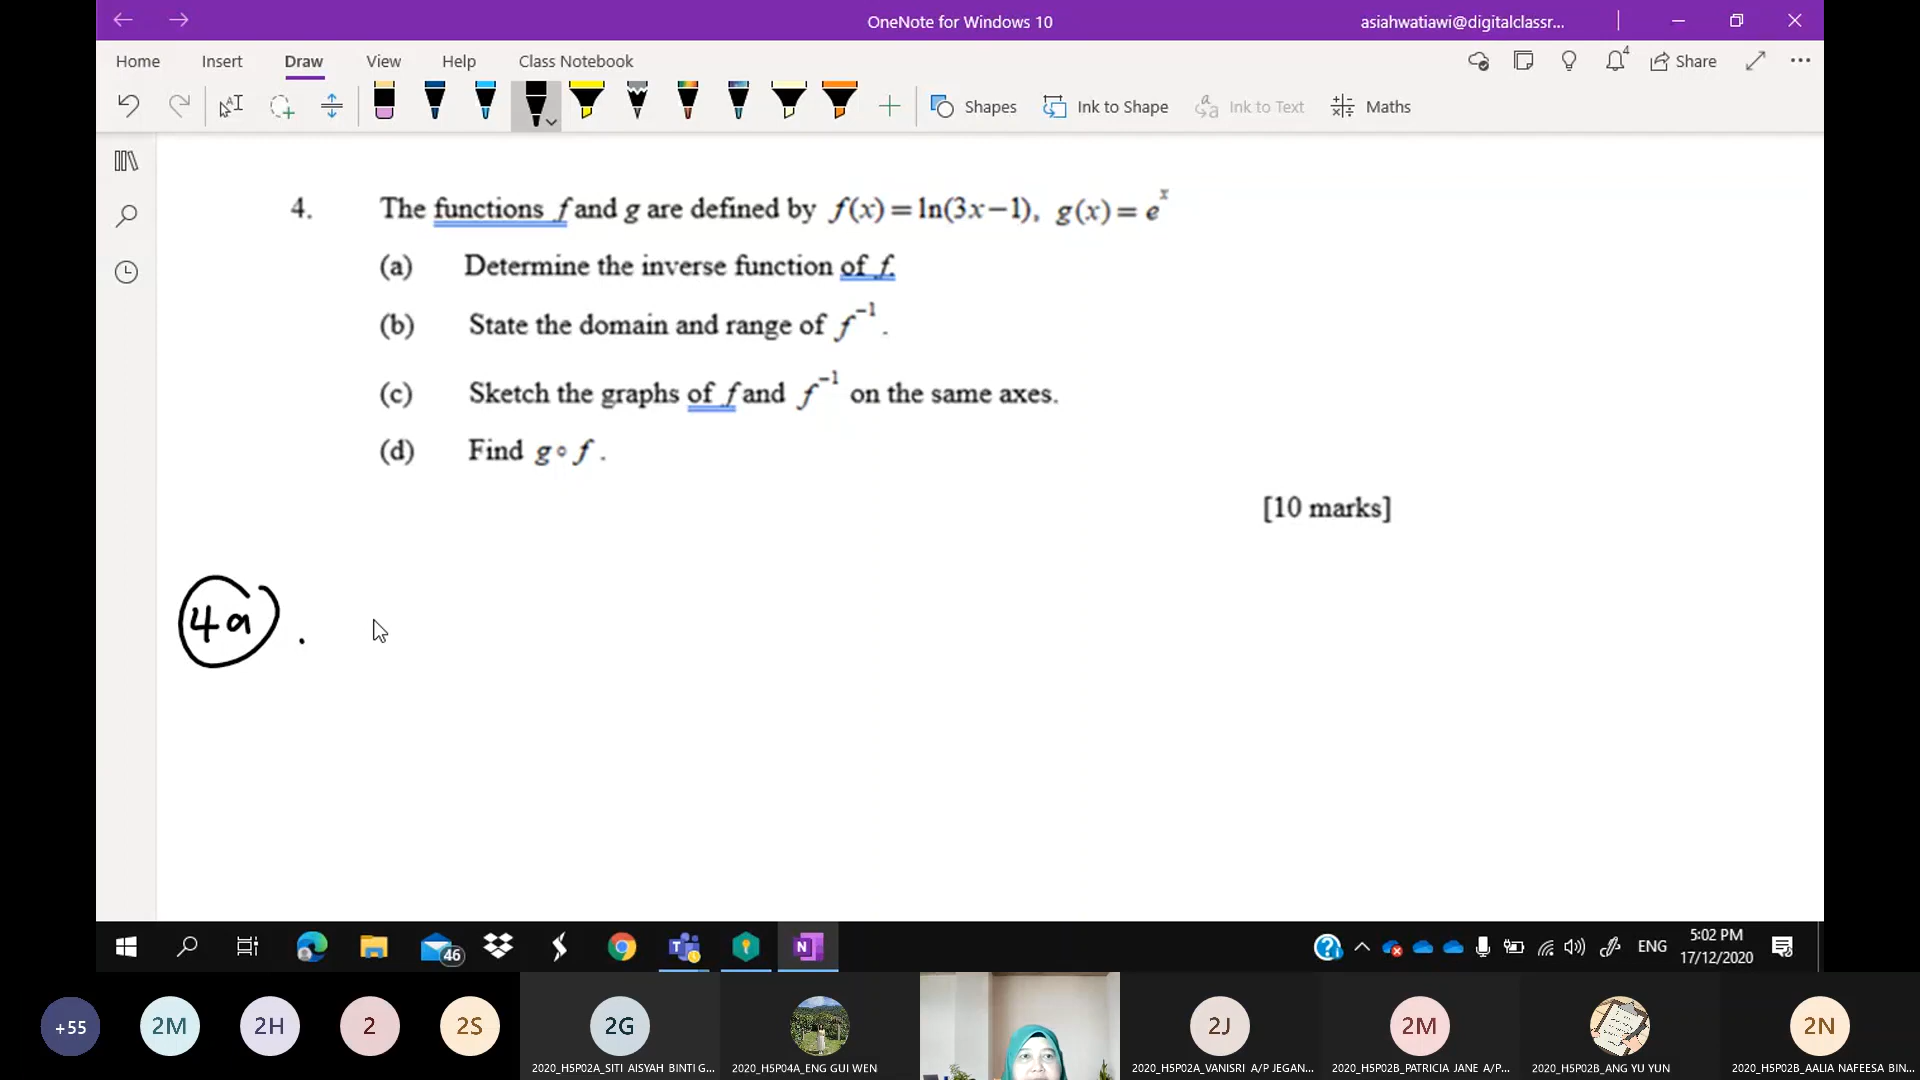 OneNote for Windows 10
asiahwatiawi@digitalclassr...
Home Insert Draw View Help Class Notebook
4
Share
Shapes Ink to Shape Ink to Text Maths
4. The functions f and g are defined by f(x)=ln(3x−1), g(x)=eˣ
(a) Determine the inverse function of f.
(b) State the domain and range of f⁻¹.
(c) Sketch the graphs of f and f⁻¹ on the same axes.
(d) Find g∘f.
[10 marks]
4a).
46
ENG
5:02 PM
17/12/2020
+55 2M 2H 2 2S 2G 2J 2M 2N
2020_H5P02A_SITI AISYAH BINTI G... 2020_H5P04A_ENG GUI WEN 2020_H5P02A_VANISRI A/P JEGAN... 2020_H5P02B_PATRICIA JANE A/P... 2020_H5P02B_ANG YU YUN 2020_H5P02B_AALIA NAFEESA BIN...